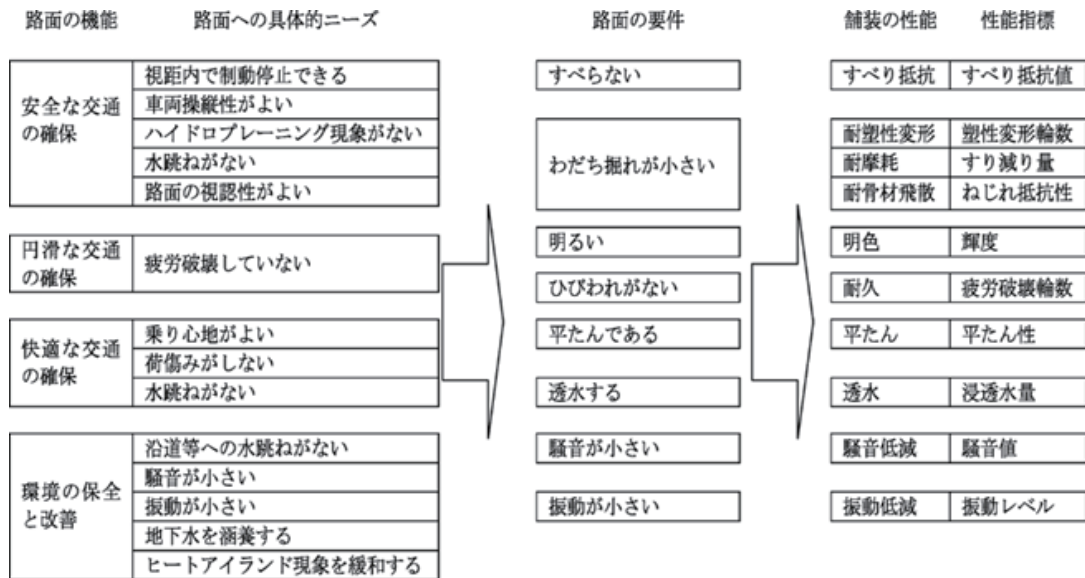 路面の機能 路面への具体的ニーズ 路面の要件 舗装の性能 性能指標
安全な交通の確保
視距内で制動停止できる
車両操縦性がよい
ハイドロプレーニング現象がない
水跳ねがない
路面の視認性がよい
円滑な交通の確保
疲労破壊していない
快適な交通の確保
乗り心地がよい
荷傷みがしない
水跳ねがない
環境の保全と改善
沿道等への水跳ねがない
騒音が小さい
振動が小さい
地下水を涵養する
ヒートアイランド現象を緩和する
すべらない
わだち掘れが小さい
明るい
ひびわれがない
平たんである
透水する
騒音が小さい
振動が小さい
すべり抵抗 すべり抵抗値
耐塑性変形 塑性変形輪数
耐摩耗 すり減り量
耐骨材飛散 ねじれ抵抗性
明色 輝度
耐久 疲労破壊輪数
平たん 平たん性
透水 浸透水量
騒音低減 騒音値
振動低減 振動レベル